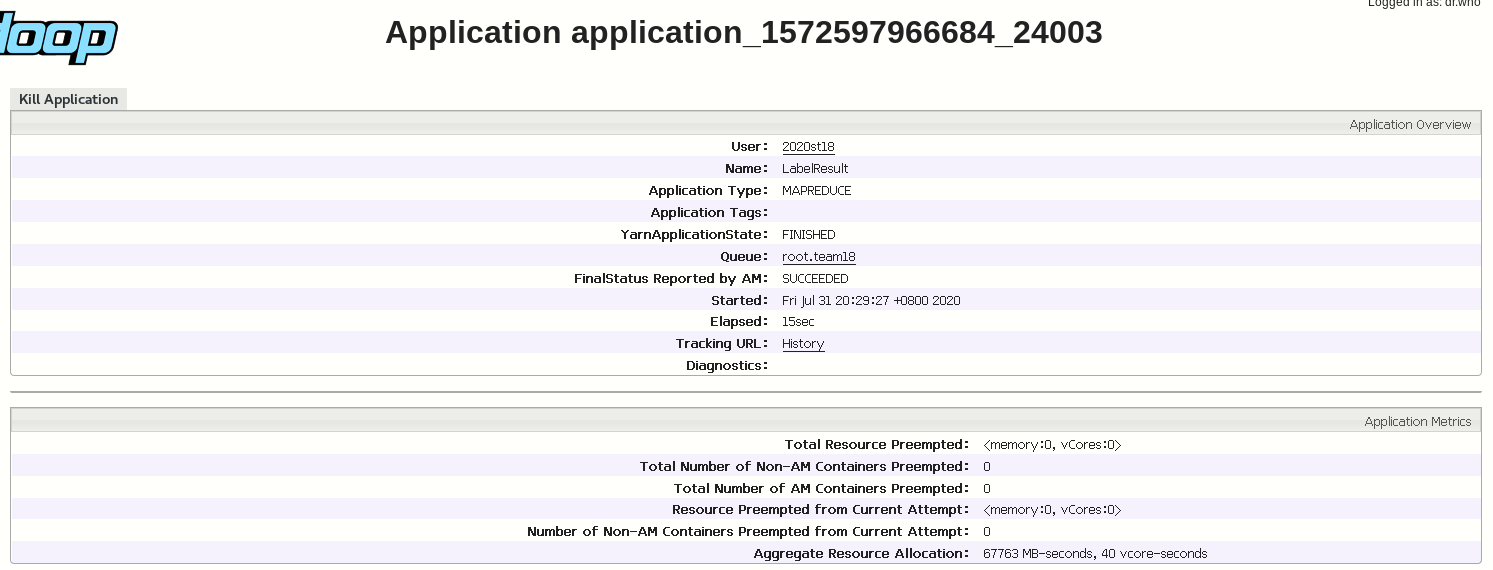 Logged in as: dr.who
doop
Application application_1572597966684_24003
Kill Application
Application Overview
User: 2020st18
Name: LabelResult
Application Type: MAPREDUCE
Application Tags:
YarnApplicationState: FINISHED
Queue: root.team18
FinalStatus Reported by AM: SUCCEEDED
Started: Fri Jul 31 20:29:27 +0800 2020
Elapsed: 15sec
Tracking URL: History
Diagnostics:
Application Metrics
Total Resource Preempted: <memory:0, vCores:0>
Total Number of Non-AM Containers Preempted: 0
Total Number of AM Containers Preempted: 0
Resource Preempted from Current Attempt: <memory:0, vCores:0>
Number of Non-AM Containers Preempted from Current Attempt: 0
Aggregate Resource Allocation: 67763 MB-seconds, 40 vcore-seconds